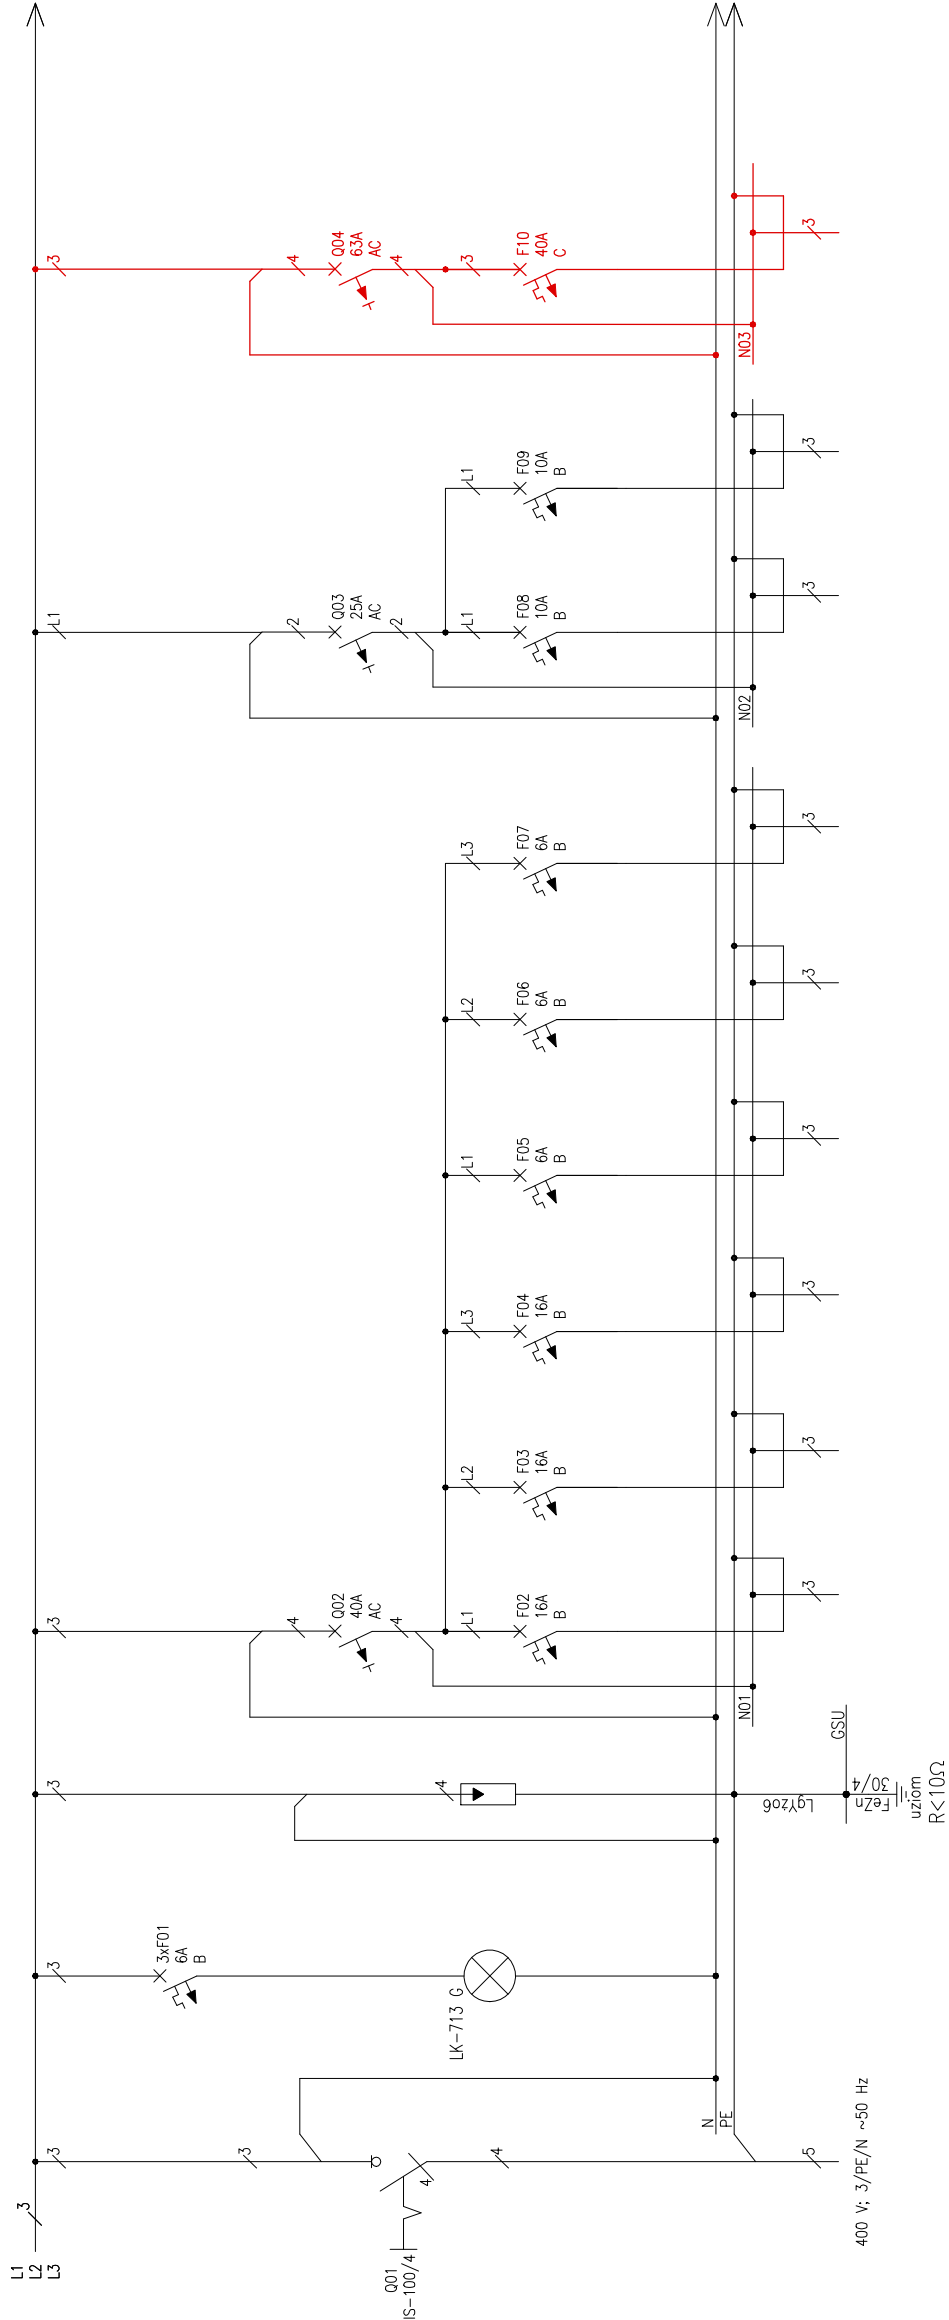 L1
L2
L3
3
Q01
IS-100/4
3
3
4
4
5
400 V; 3/PE/N ~50 Hz
N
PE
3
3xF01
6A
B
LK-713 G
3
4
LgYżo6
FeZn
30/4
GSU
uziom
R<10Ω
3
4
Q02
40A
AC
4
L1
F02
16A
B
N01
3
L2
F03
16A
B
3
L3
F04
16A
B
3
L1
F05
6A
B
3
L2
F06
6A
B
3
L3
F07
6A
B
3
L1
2
Q03
25A
AC
2
L1
F08
10A
B
N02
3
L1
F09
10A
B
3
3
4
Q04
63A
AC
4
3
F10
40A
C
N03
3